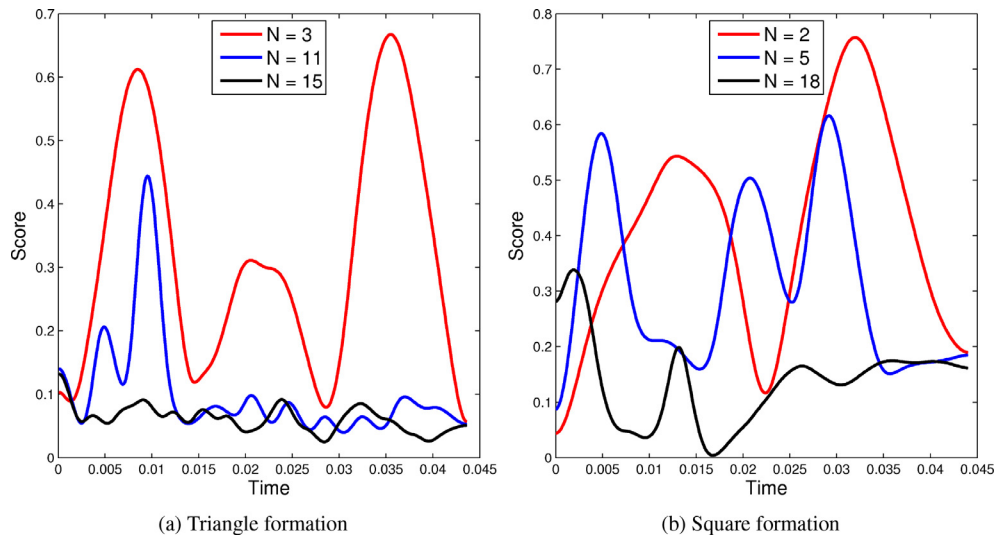 0.7
0.6
0.5
0.4
0.3
0.2
0.1
0
Score
N = 3
N = 11
N = 15
0 0.005 0.01 0.015 0.02 0.025 0.03 0.035 0.04 0.045
Time
(a) Triangle formation
0.8
0.7
0.6
0.5
0.4
0.3
0.2
0.1
0
Score
N = 2
N = 5
N = 18
0 0.005 0.01 0.015 0.02 0.025 0.03 0.035 0.04 0.045
Time
(b) Square formation